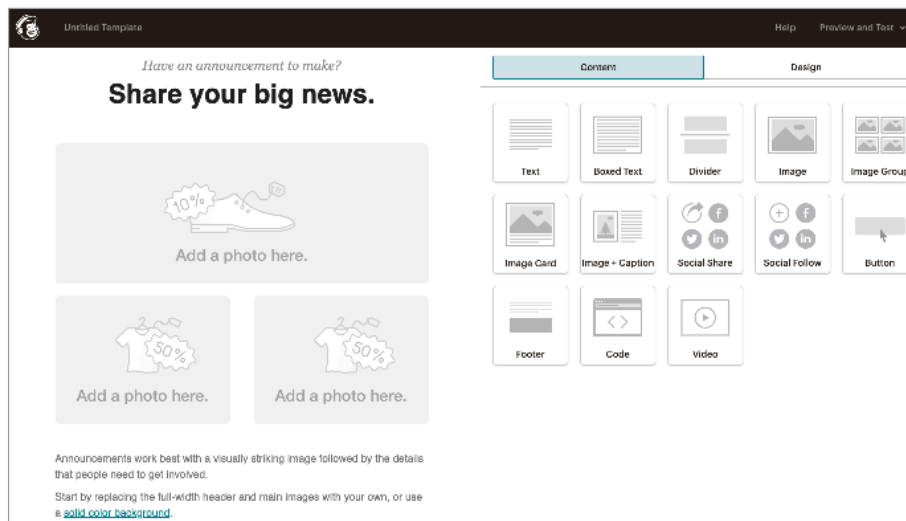 Untitled Template
Help
Preview and Test
Have an announcement to make?
Share your big news.
Content
Design
Text
Boxed Text
Divider
Image
Image Group
10%
Add a photo here.
Image Card
Image + Caption
Social Share
Social Follow
Button
50%
50%
Add a photo here.
Add a photo here.
Footer
Code
Video
Announcements work best with a visually striking image followed by the details
that people need to get involved.
Start by replacing the full-width header and main images with your own, or use
a solid color background.